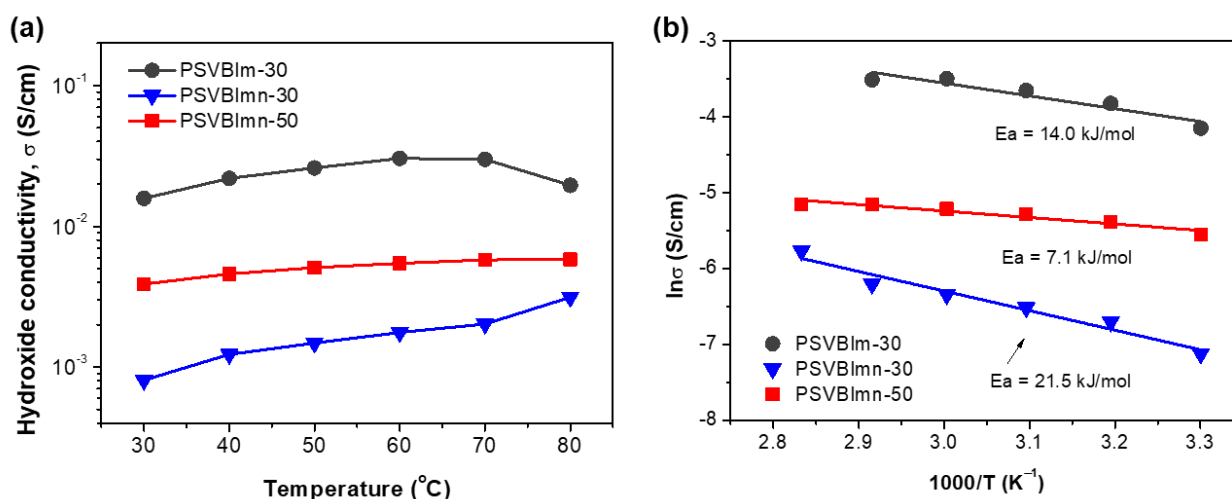 (a)
Hydroxide conductivity, σ (S/cm)
10⁻¹
10⁻²
10⁻³
PSVBIm-30
PSVBImn-30
PSVBImn-50
30 40 50 60 70 80
Temperature (°C)
(b)
lnσ (S/cm)
-3
-4
-5
-6
-7
-8
Ea = 14.0 kJ/mol
Ea = 7.1 kJ/mol
Ea = 21.5 kJ/mol
PSVBIm-30
PSVBImn-30
PSVBImn-50
2.8 2.9 3.0 3.1 3.2 3.3
1000/T (K⁻¹)